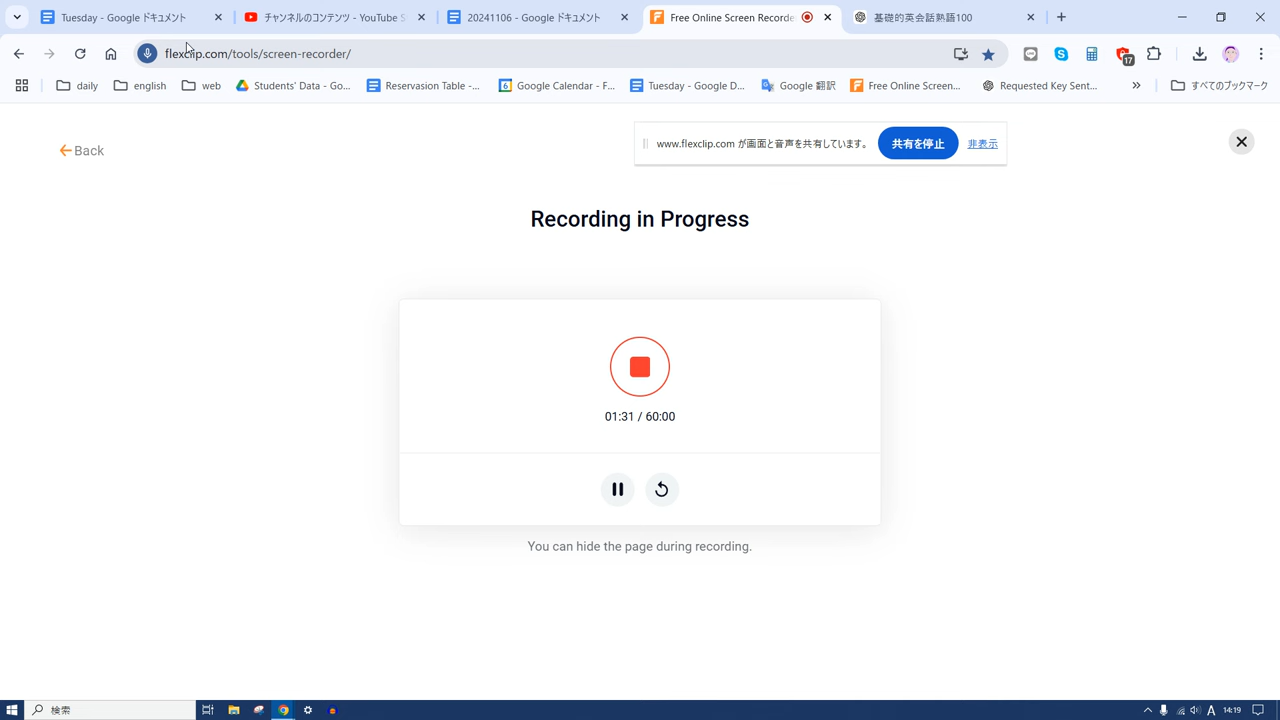 Tuesday - Google ドキュメント
チャンネルのコンテンツ - YouTube S
20241106 - Google ドキュメント
Free Online Screen Recorde
基礎的英会話熟語100
flexclip.com/tools/screen-recorder/
17
daily
english
web
Students' Data - Go...
Reservasion Table -...
6
Google Calendar - F...
Tuesday - Google D...
Google 翻訳
Free Online Screen...
Requested Key Sent...
すべてのブックマーク
Back
www.flexclip.com が画面と音声を共有しています。
共有を停止
非表示
Recording in Progress
01:31 / 60:00
You can hide the page during recording.
検索
A
14:19